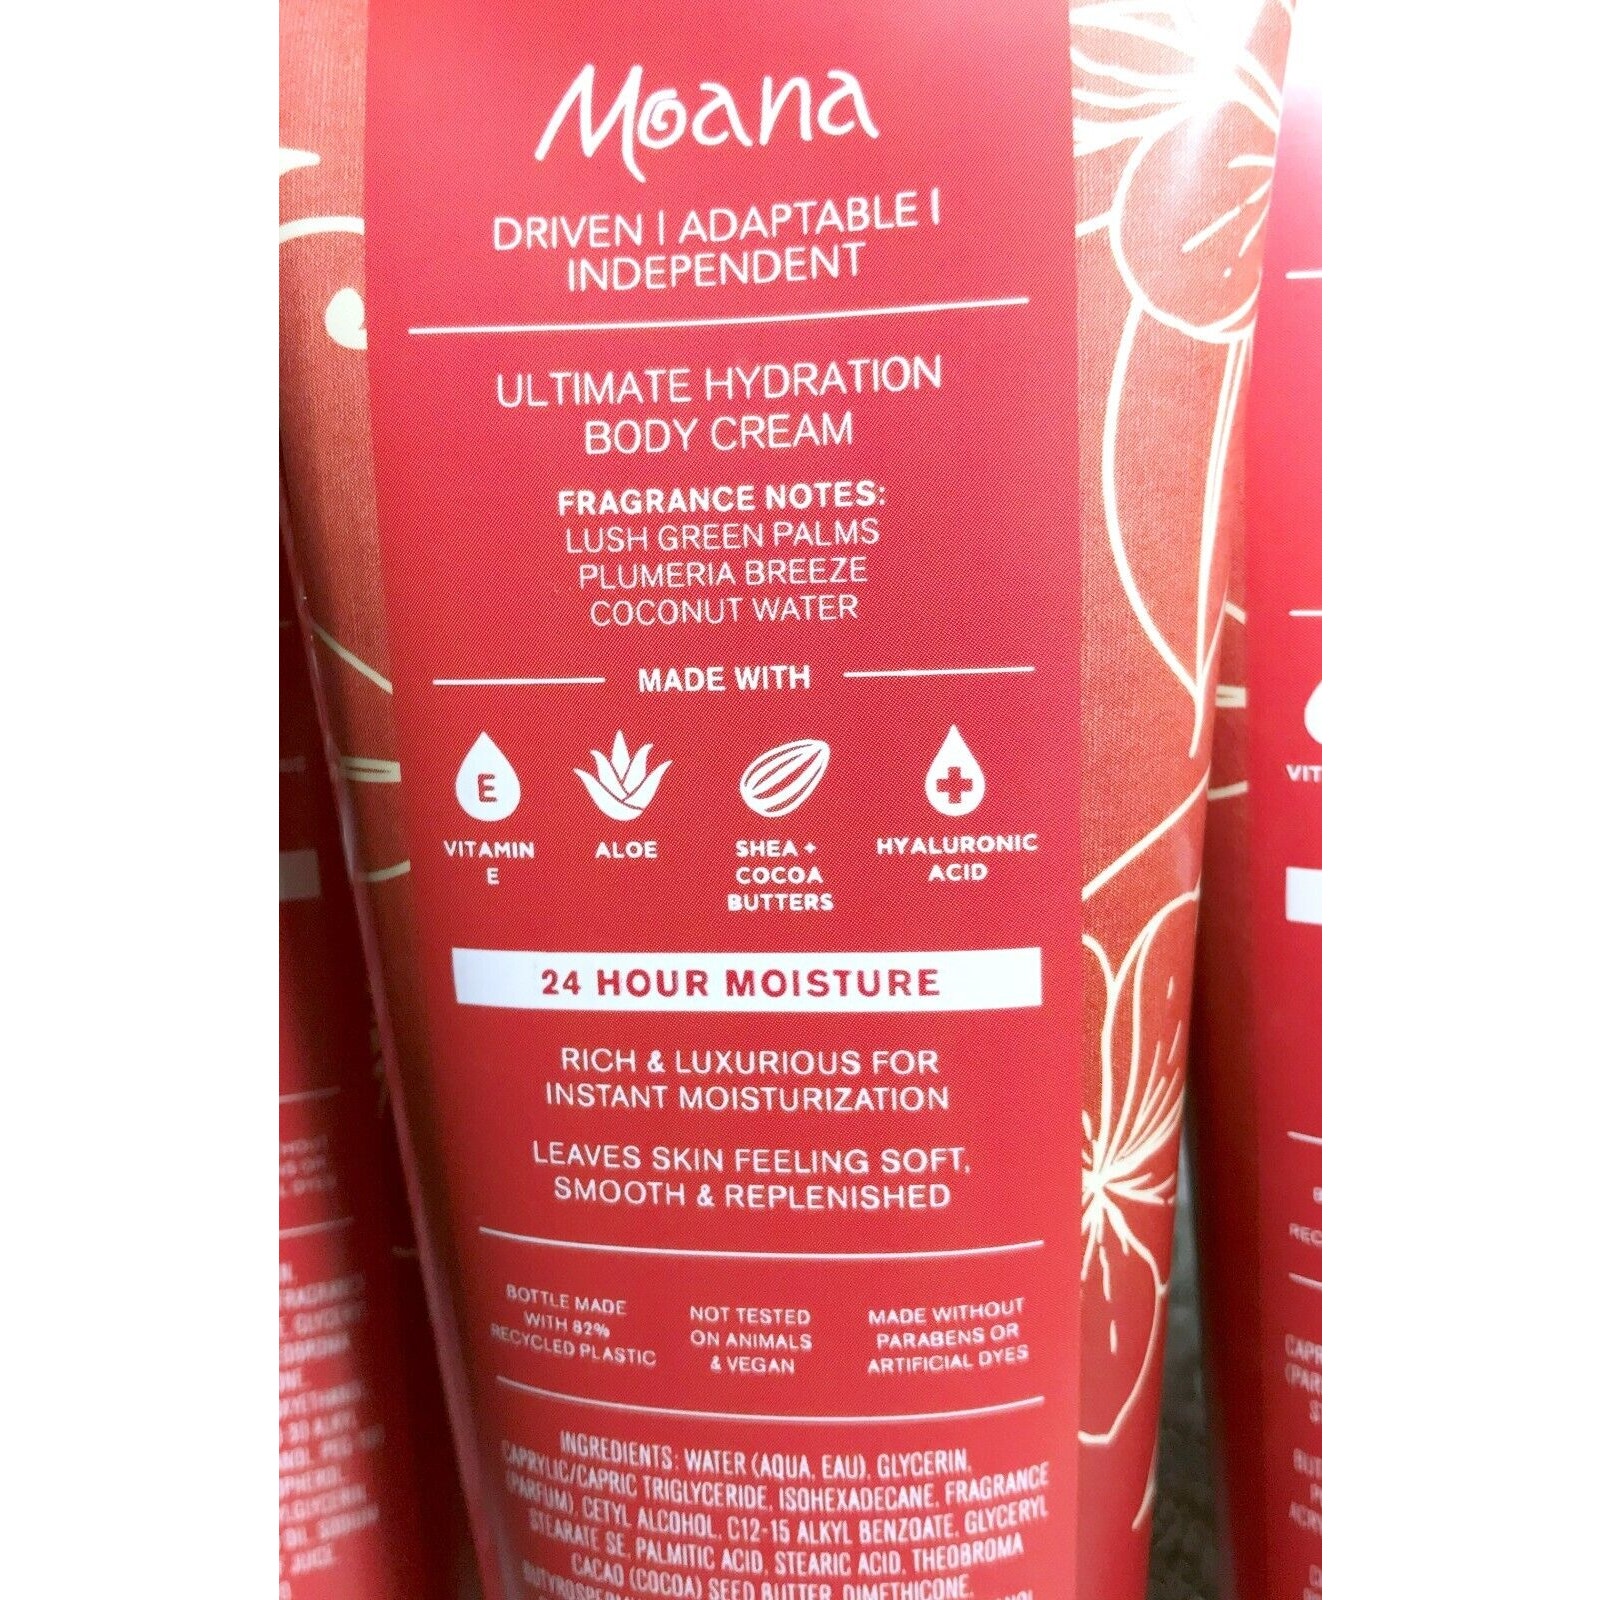 Moana
DRIVEN | ADAPTABLE |
INDEPENDENT
ULTIMATE HYDRATION
BODY CREAM
FRAGRANCE NOTES:
LUSH GREEN PALMS
PLUMERIA BREEZE
COCONUT WATER
MADE WITH
E
VITAMIN
E
ALOE
SHEA +
COCOA
BUTTERS
HYALURONIC
ACID
24 HOUR MOISTURE
RICH & LUXURIOUS FOR
INSTANT MOISTURIZATION
LEAVES SKIN FEELING SOFT,
SMOOTH & REPLENISHED
BOTTLE MADE
WITH 82%
RECYCLED PLASTIC
NOT TESTED
ON ANIMALS
& VEGAN
MADE WITHOUT
PARABENS OR
ARTIFICIAL DYES
INGREDIENTS: WATER (AQUA, EAU), GLYCERIN,
CAPRYLIC/CAPRIC TRIGLYCERIDE, ISOHEXADECANE, FRAGRANCE
(PARFUM), CETYL ALCOHOL, C12-15 ALKYL BENZOATE, GLYCERYL
STEARATE SE, PALMITIC ACID, STEARIC ACID, THEOBROMA
CACAO (COCOA) SEED BUTTER, DIMETHICONE,